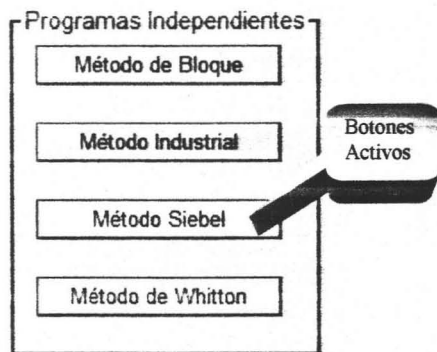 Programas Independientes
Método de Bloque
Método Industrial
Botones
Activos
Método Siebel
Método de Whitton